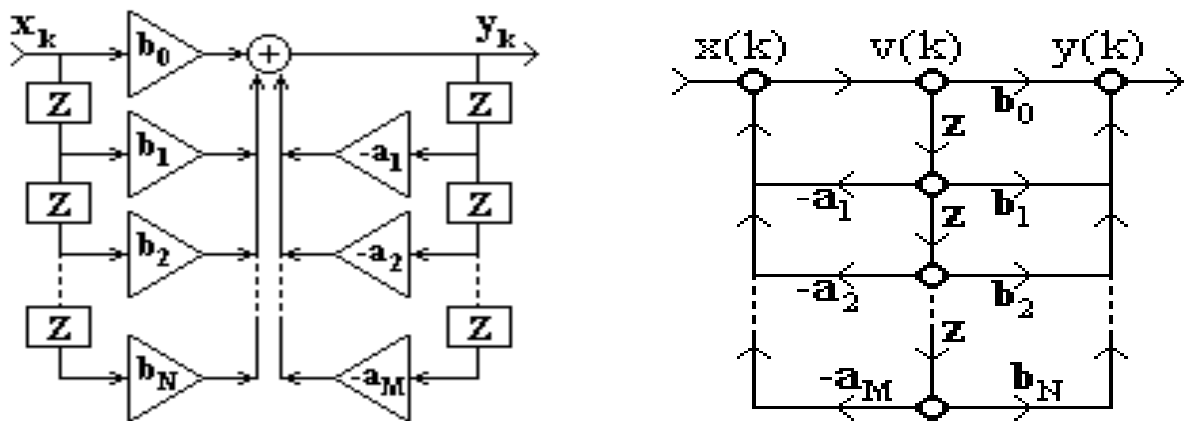 x_k b_0 + y_k
Z Z
b_1 -a_1
Z Z
b_2 -a_2
Z Z
b_N -a_M
x(k) v(k) y(k)
b_0
z
-a_1 b_1
z
-a_2 b_2
z
-a_M b_N